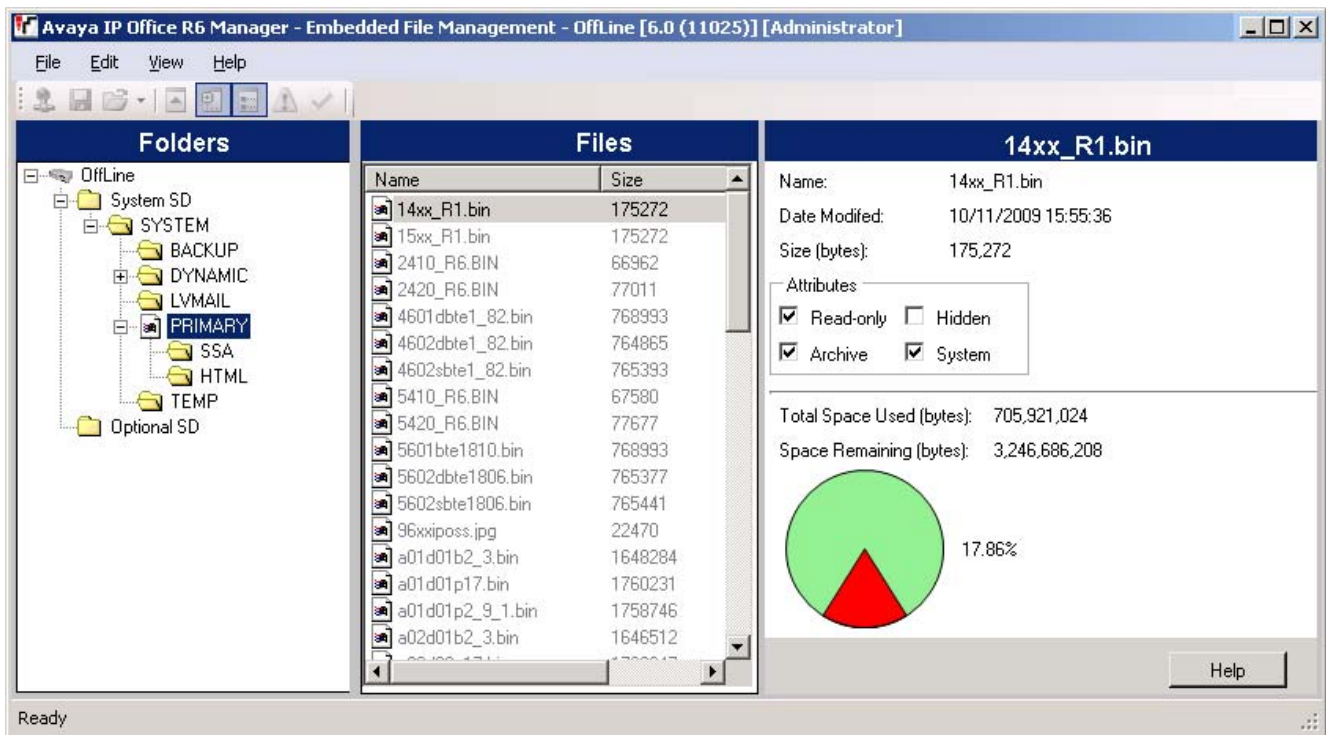 Avaya IP Office R6 Manager - Embedded File Management - OffLine [6.0 (11025)] [Administrator]
File Edit View Help
Folders
OffLine
System SD
SYSTEM
BACKUP
DYNAMIC
LVMAIL
PRIMARY
SSA
HTML
TEMP
Optional SD
Files
Name Size
14xx_R1.bin 175272
15xx_R1.bin 175272
2410_R6.BIN 66962
2420_R6.BIN 77011
4601dbte1_82.bin 768993
4602dbte1_82.bin 764865
4602sbte1_82.bin 765393
5410_R6.BIN 67580
5420_R6.BIN 77677
5601bte1810.bin 768993
5602dbte1806.bin 765377
5602sbte1806.bin 765441
96xxiposs.jpg 22470
a01d01b2_3.bin 1648284
a01d01p17.bin 1760231
a01d01p2_9_1.bin 1758746
a02d01b2_3.bin 1646512
14xx_R1.bin
Name: 14xx_R1.bin
Date Modifed: 10/11/2009 15:55:36
Size (bytes): 175,272
Attributes
Read-only Hidden
Archive System
Total Space Used (bytes): 705,921,024
Space Remaining (bytes): 3,246,686,208
17.86%
Help
Ready